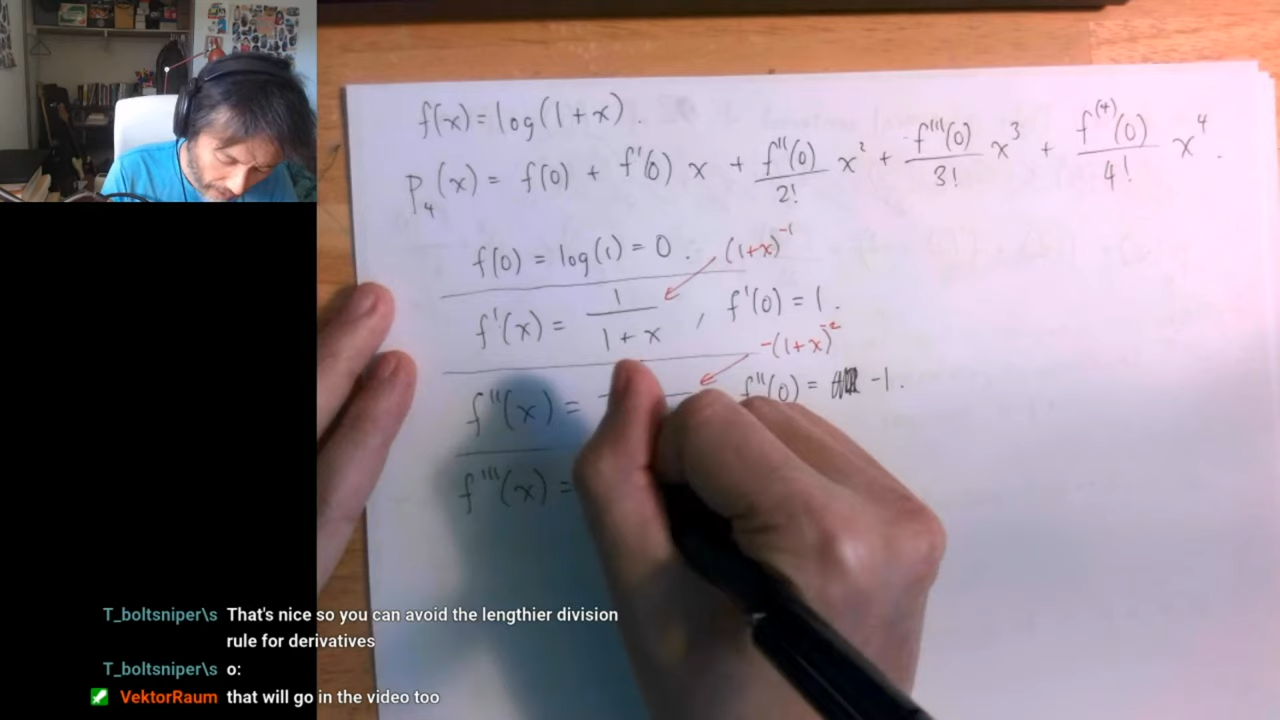 f(x) = log(1+x).
P₄(x) = f(0) + f'(0) x + f''(0)/2! x² + f'''(0)/3! x³ + f⁽⁴⁾(0)/4! x⁴.
f(0) = log(1) = 0. (1+x)⁻¹
f'(x) = 1/(1+x), f'(0) = 1.
-(1+x)⁻²
f''(x) = f''(0) = -1.
f'''(x) =
T_boltsniper\s That's nice so you can avoid the lengthier division
rule for derivatives
T_boltsniper\s o:
VektorRaum that will go in the video too